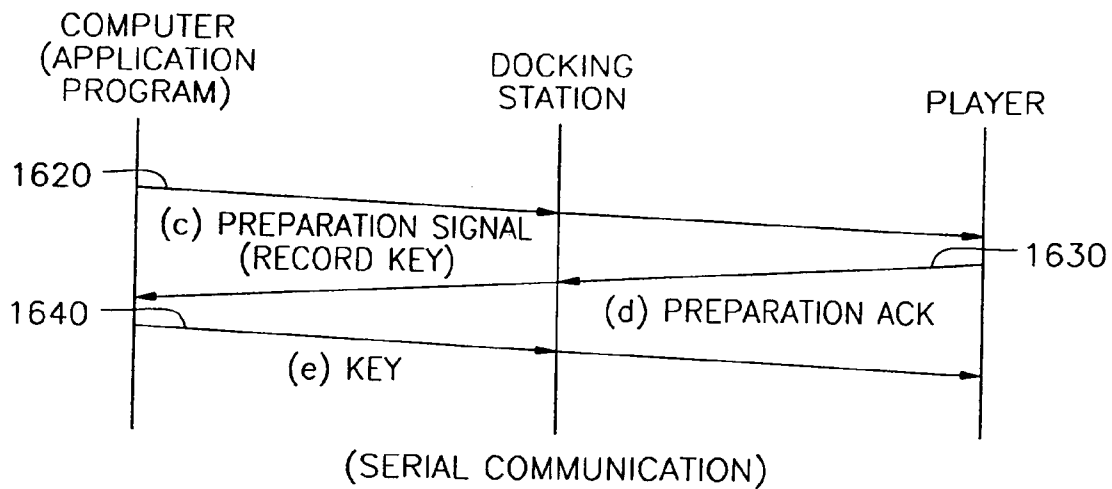 COMPUTER
(APPLICATION
PROGRAM)
DOCKING
STATION
PLAYER
1620
(c) PREPARATION SIGNAL
(RECORD KEY)
1630
(d) PREPARATION ACK
1640
(e) KEY
(SERIAL COMMUNICATION)